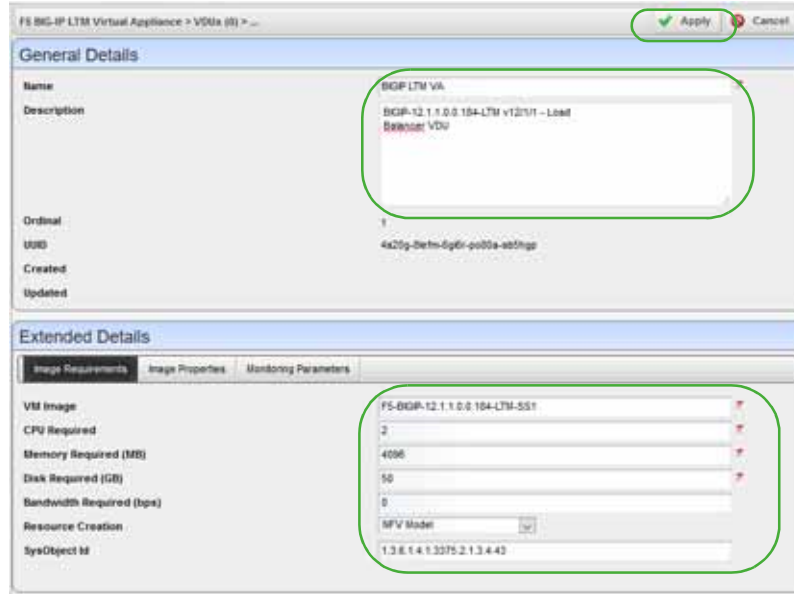 F5 BIG-IP LTM Virtual Appliance > VDUs (0) > ...
Apply
Cancel
General Details
Name
BIGIP LTM VA
Description
BIGIP-12.1.1.0.0.184-LTM v12/1/1 - Load
Balancer VDU
Ordinal
1
UUID
Created
Updated
Extended Details
Image Requirements
Image Properties
Monitoring Parameters
VM Image
F5-BIGIP-12.1.1.0.0.184-LTM-SS1
CPU Required
2
Memory Required (MB)
4096
Disk Required (GB)
50
Bandwidth Required (bps)
0
Resource Creation
NFV Model
SysObject Id
1.3.6.1.4.1.3375.2.1.3.4.43